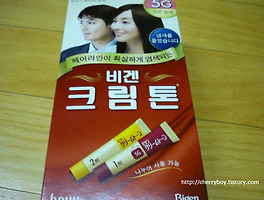 5G
냄새를
줄였습니다
헤어라인이 확실하게 염색되는
비겐
크림톤
2제
1제
5G
나누어 사용 가능
hoyu
Bigen
http://cherryboy.tistory.com